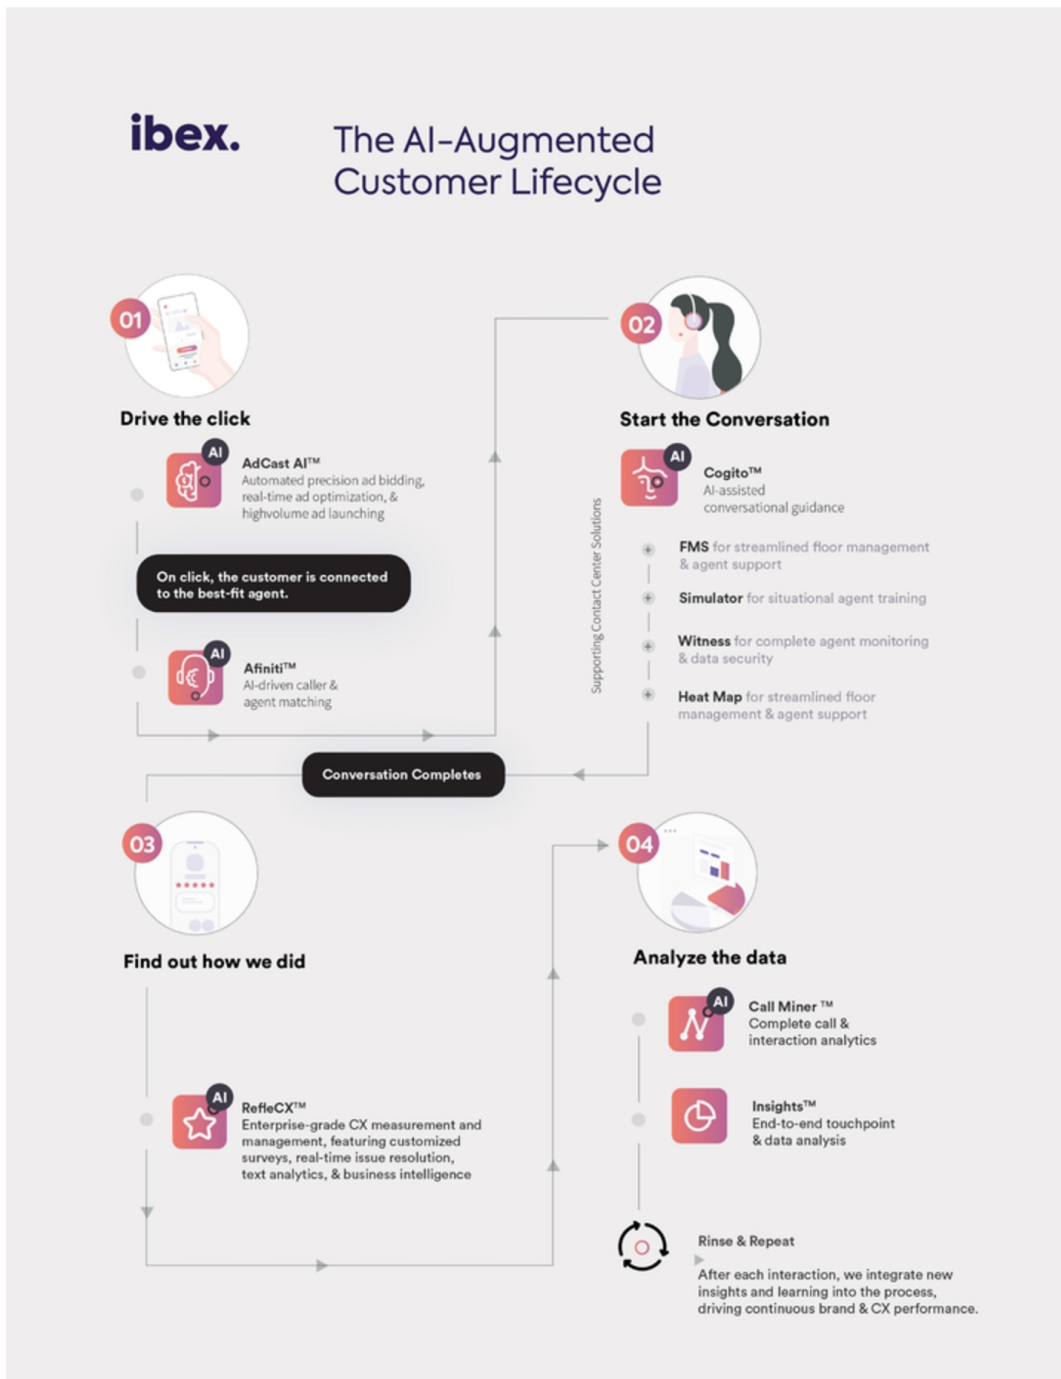 ibex.
The AI-Augmented
Customer Lifecycle
01
Drive the click
AI
AdCast AI™
Automated precision ad bidding,
real-time ad optimization, &
highvolume ad launching
On click, the customer is connected
to the best-fit agent.
AI
Afiniti™
AI-driven caller &
agent matching
02
Start the Conversation
AI
Cogito™
AI-assisted
conversational guidance
Supporting Contact Center Solutions
FMS for streamlined floor management
& agent support
Simulator for situational agent training
Witness for complete agent monitoring
& data security
Heat Map for streamlined floor
management & agent support
Conversation Completes
03
Find out how we did
AI
RefleCX™
Enterprise-grade CX measurement and
management, featuring customized
surveys, real-time issue resolution,
text analytics, & business intelligence
04
Analyze the data
AI
Call Miner ™
Complete call &
interaction analytics
Insights™
End-to-end touchpoint
& data analysis
Rinse & Repeat
After each interaction, we integrate new
insights and learning into the process,
driving continuous brand & CX performance.